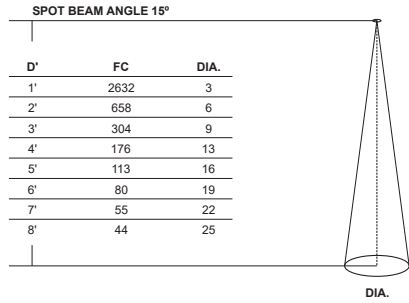 SPOT BEAM ANGLE 15º
D' FC DIA.
1' 2632 3
2' 658 6
3' 304 9
4' 176 13
5' 113 16
6' 80 19
7' 55 22
8' 44 25
DIA.